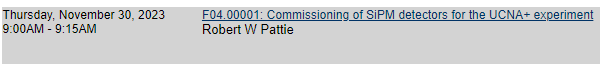 Thursday, November 30, 2023
9:00AM - 9:15AM
F04.00001: Commissioning of SiPM detectors for the UCNA+ experiment
Robert W Pattie